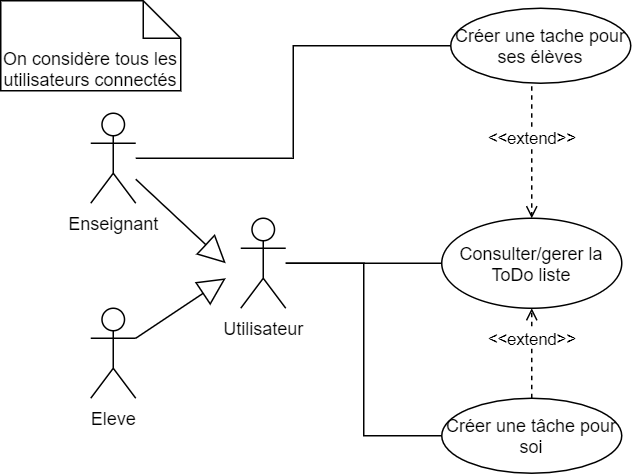 On considère tous les
utilisateurs connectés
Créer une tache pour
ses élèves
<<extend>>
Enseignant
Consulter/gerer la
ToDo liste
Utilisateur
<<extend>>
Eleve
Créer une tâche pour
soi